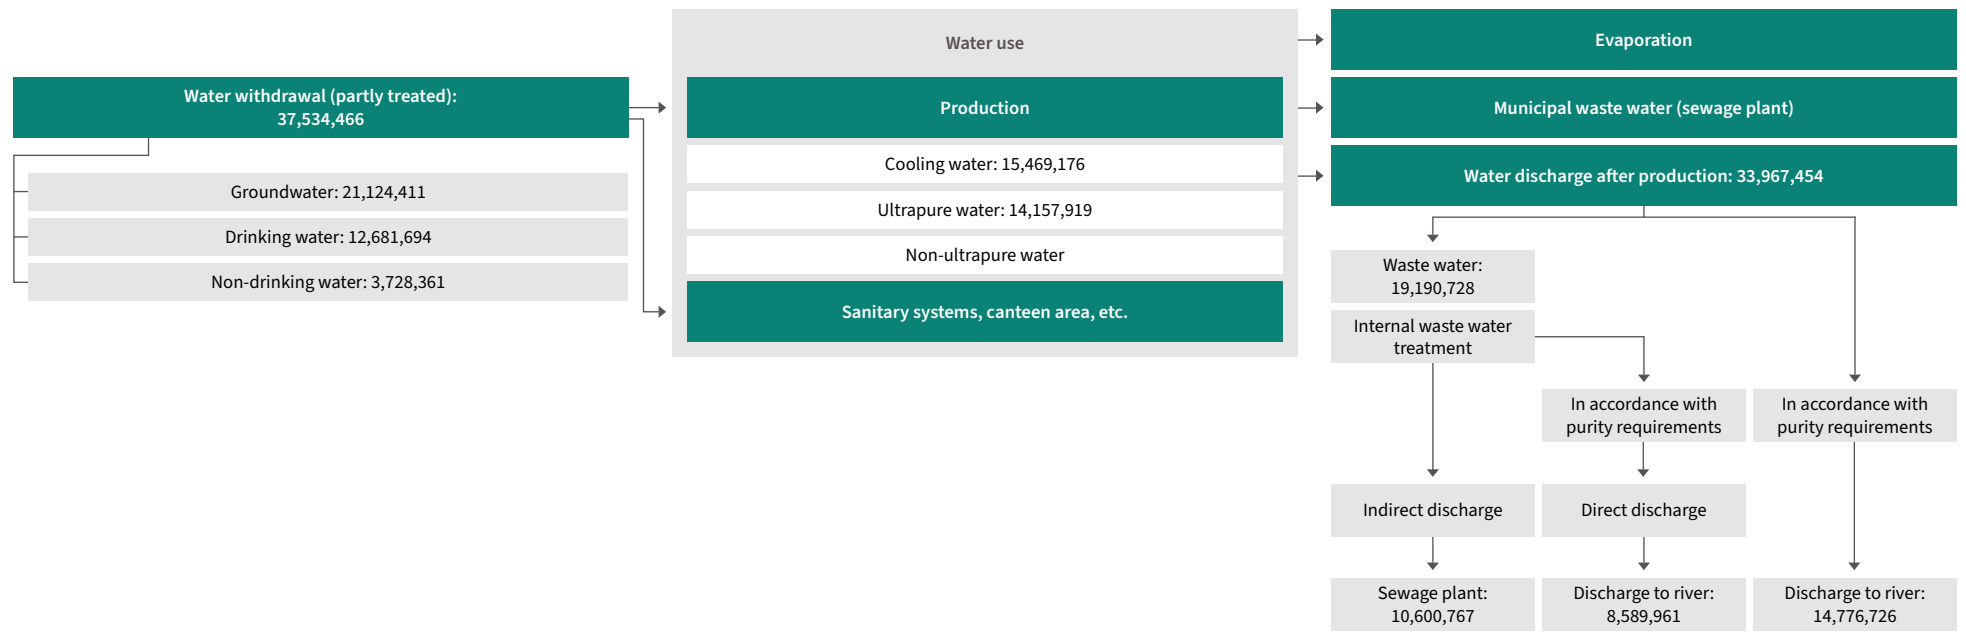 Water withdrawal (partly treated):
37,534,466
Groundwater: 21,124,411
Drinking water: 12,681,694
Non-drinking water: 3,728,361
Water use
Production
Cooling water: 15,469,176
Ultrapure water: 14,157,919
Non-ultrapure water
Sanitary systems, canteen area, etc.
Evaporation
Municipal waste water (sewage plant)
Water discharge after production: 33,967,454
Waste water:
19,190,728
Internal waste water
treatment
In accordance with
purity requirements
In accordance with
purity requirements
Indirect discharge
Direct discharge
Sewage plant:
10,600,767
Discharge to river:
8,589,961
Discharge to river:
14,776,726